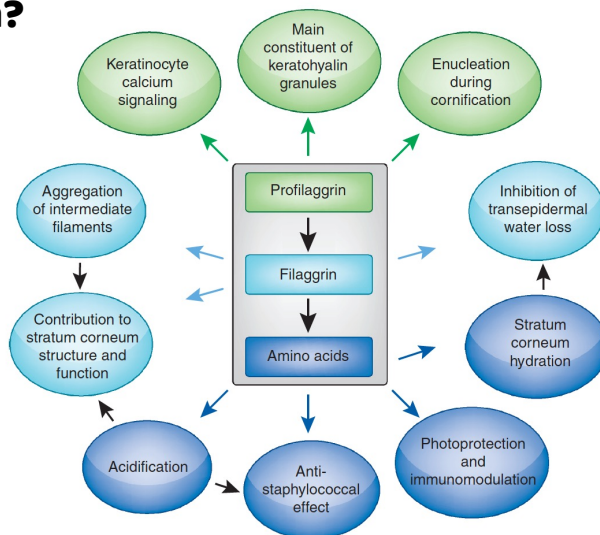 ?
Main
constituent of
keratohyalin
granules
Keratinocyte
calcium
signaling
Enucleation
during
cornification
Profilaggrin
Aggregation
of intermediate
filaments
Inhibition of
transepidermal
water loss
Filaggrin
Contribution to
stratum corneum
structure and
function
Stratum
corneum
hydration
Amino acids
Acidification
Anti-
staphylococcal
effect
Photoprotection
and
immunomodulation